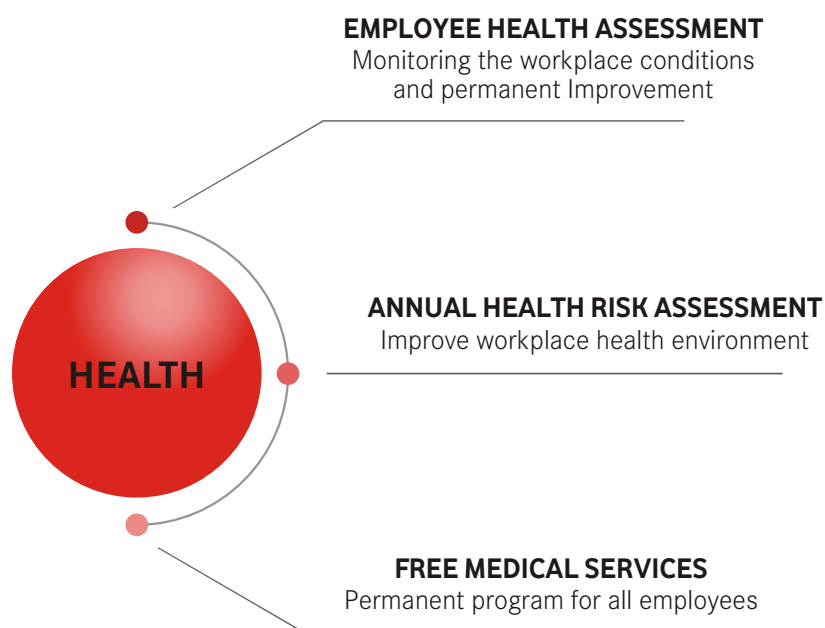 EMPLOYEE HEALTH ASSESSMENT
Monitoring the workplace conditions
and permanent Improvement
ANNUAL HEALTH RISK ASSESSMENT
Improve workplace health environment
HEALTH
FREE MEDICAL SERVICES
Permanent program for all employees